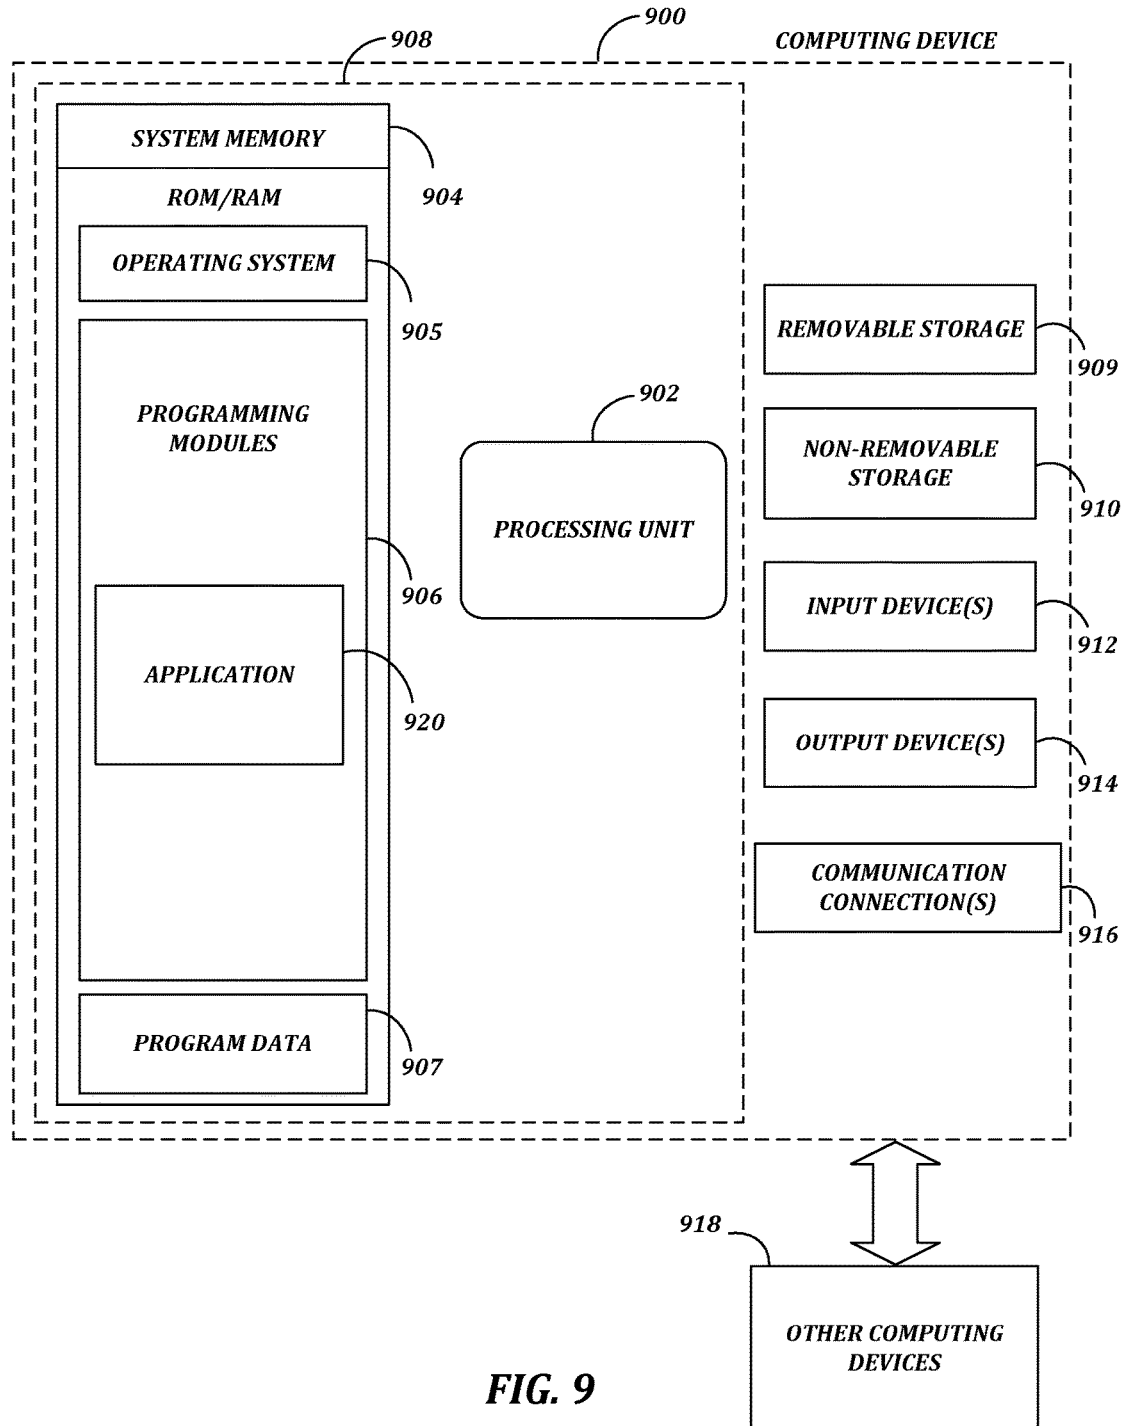 900
908
COMPUTING DEVICE
SYSTEM MEMORY
904
ROM/RAM
OPERATING SYSTEM
905
PROGRAMMING
MODULES
906
APPLICATION
920
PROGRAM DATA
907
902
PROCESSING UNIT
REMOVABLE STORAGE
909
NON-REMOVABLE
STORAGE
910
INPUT DEVICE(S)
912
OUTPUT DEVICE(S)
914
COMMUNICATION
CONNECTION(S)
916
918
OTHER COMPUTING
DEVICES
FIG. 9